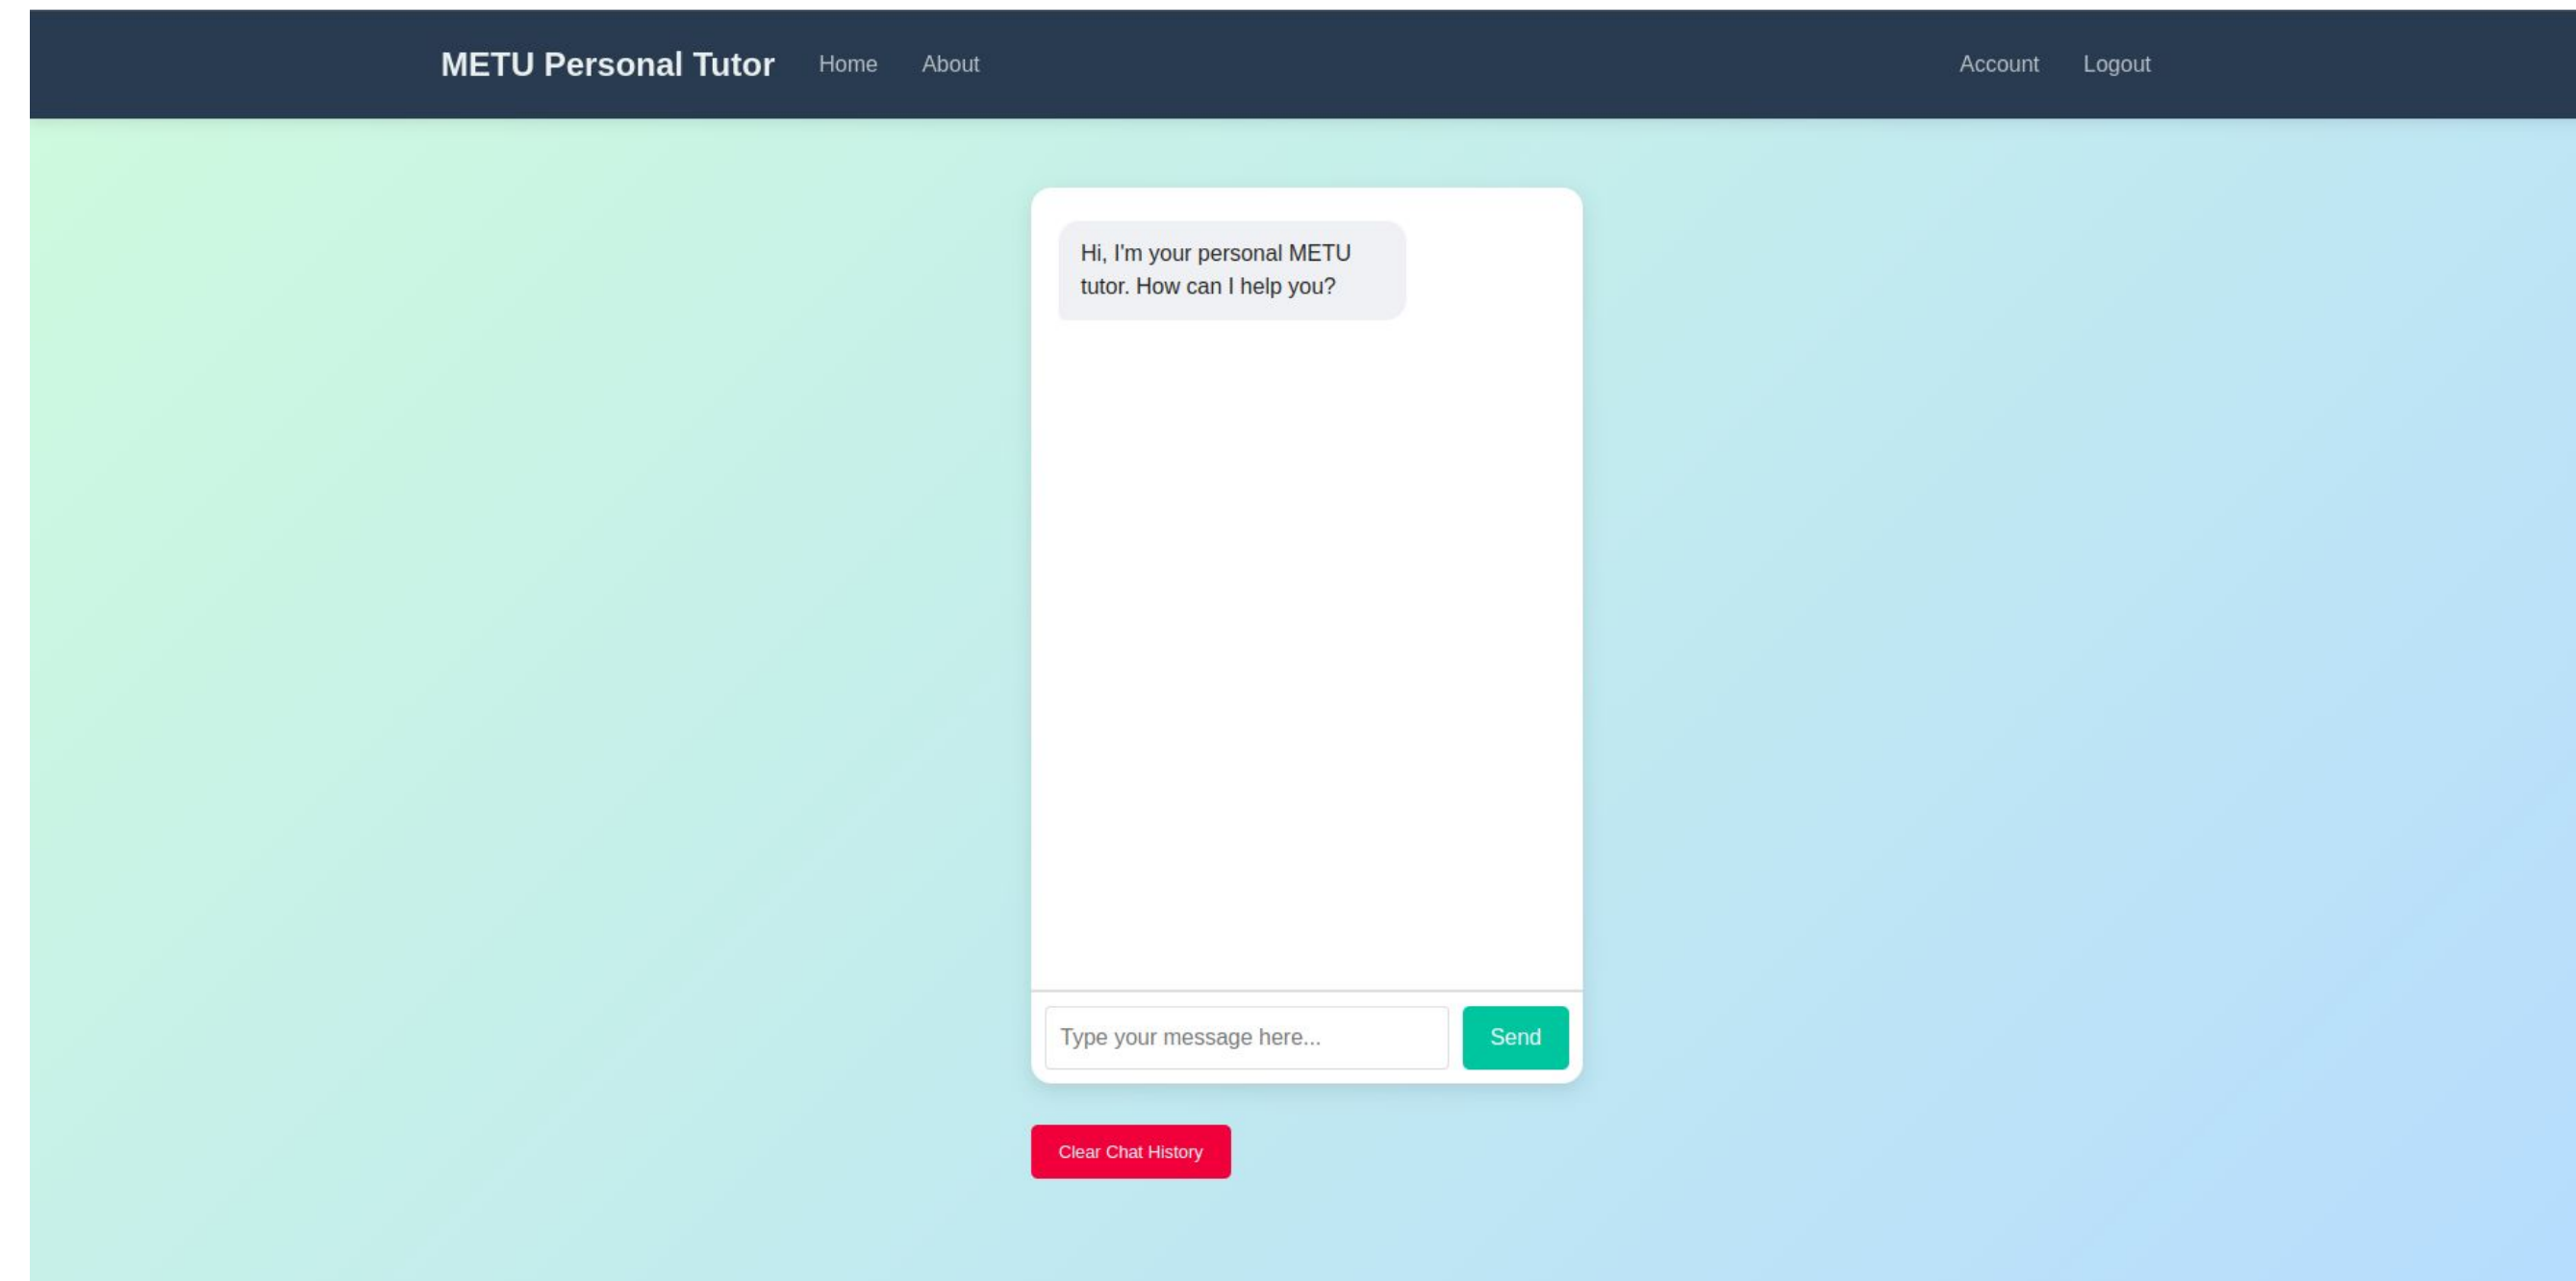 METU Personal Tutor Home About Account Logout
Hi, I'm your personal METU
tutor. How can I help you?
Type your message here... Send
Clear Chat History